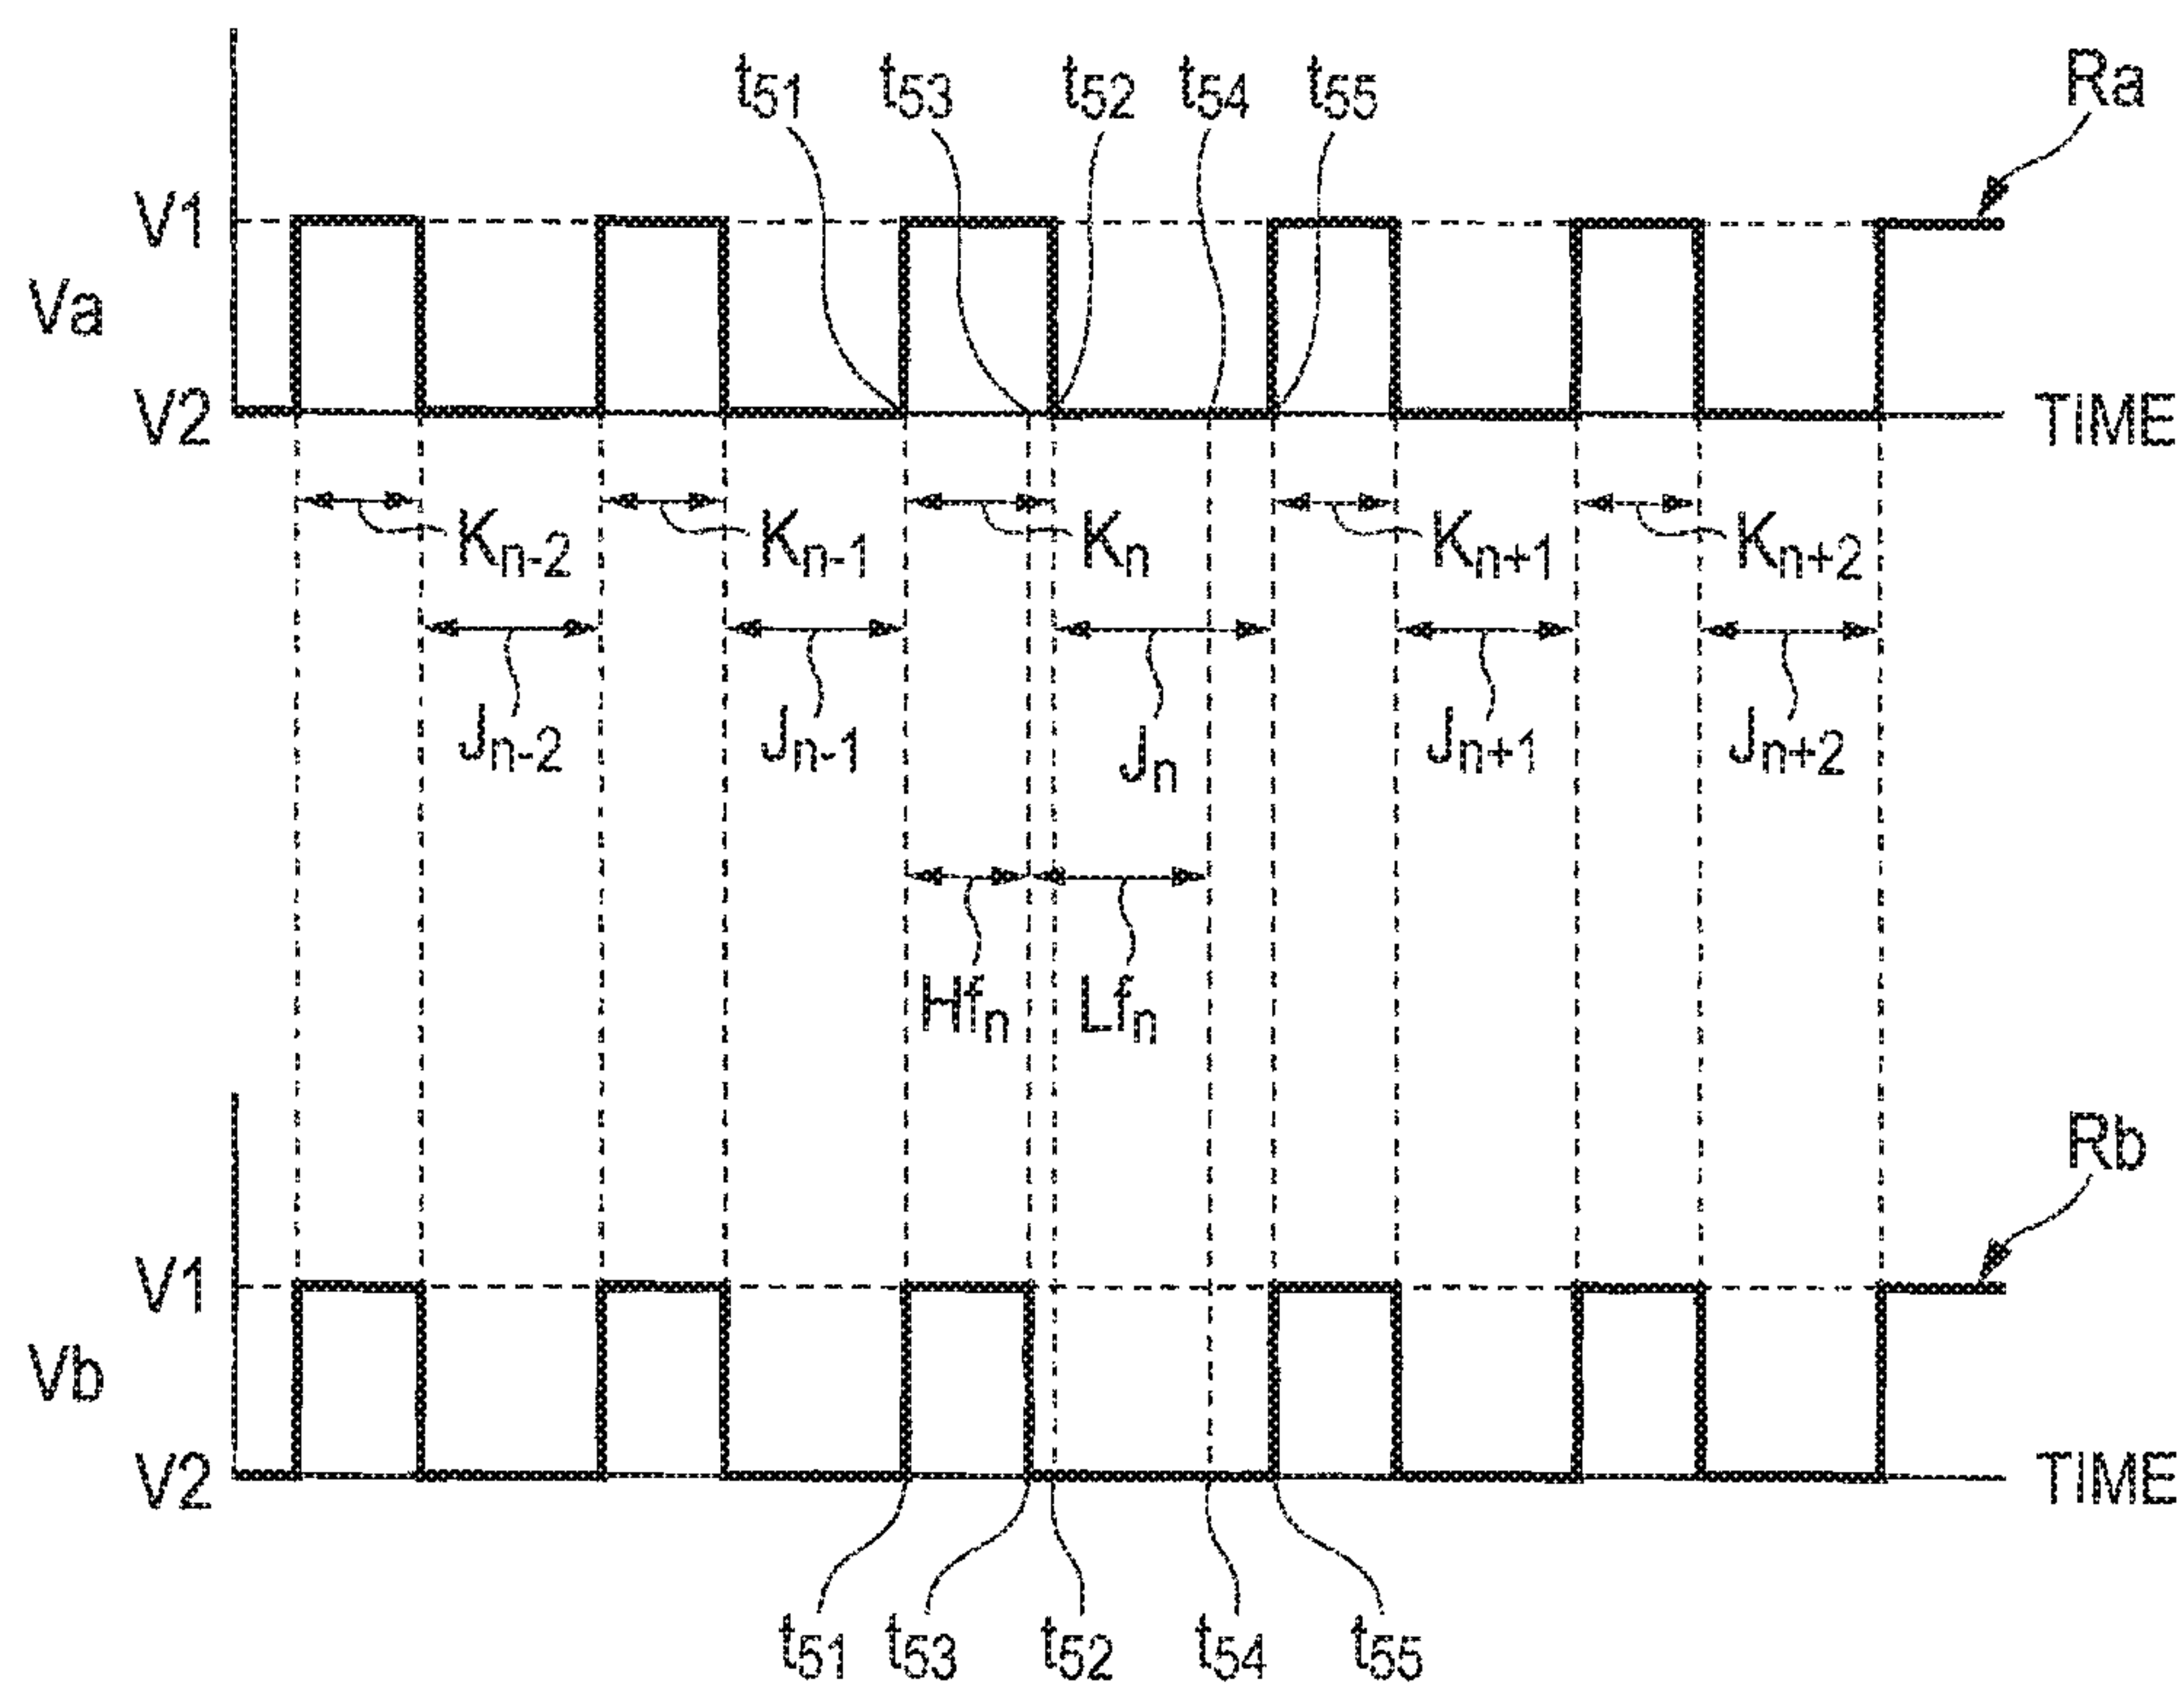 t51 t53 t52 t54 t55 Ra
V1
Va
V2 TIME
Kn-2 Kn-1 Kn Kn+1 Kn+2
Jn-2 Jn-1 Jn Jn+1 Jn+2
Hfn Lfn
Rb
V1
Vb
V2 TIME
t51 t53 t52 t54 t55